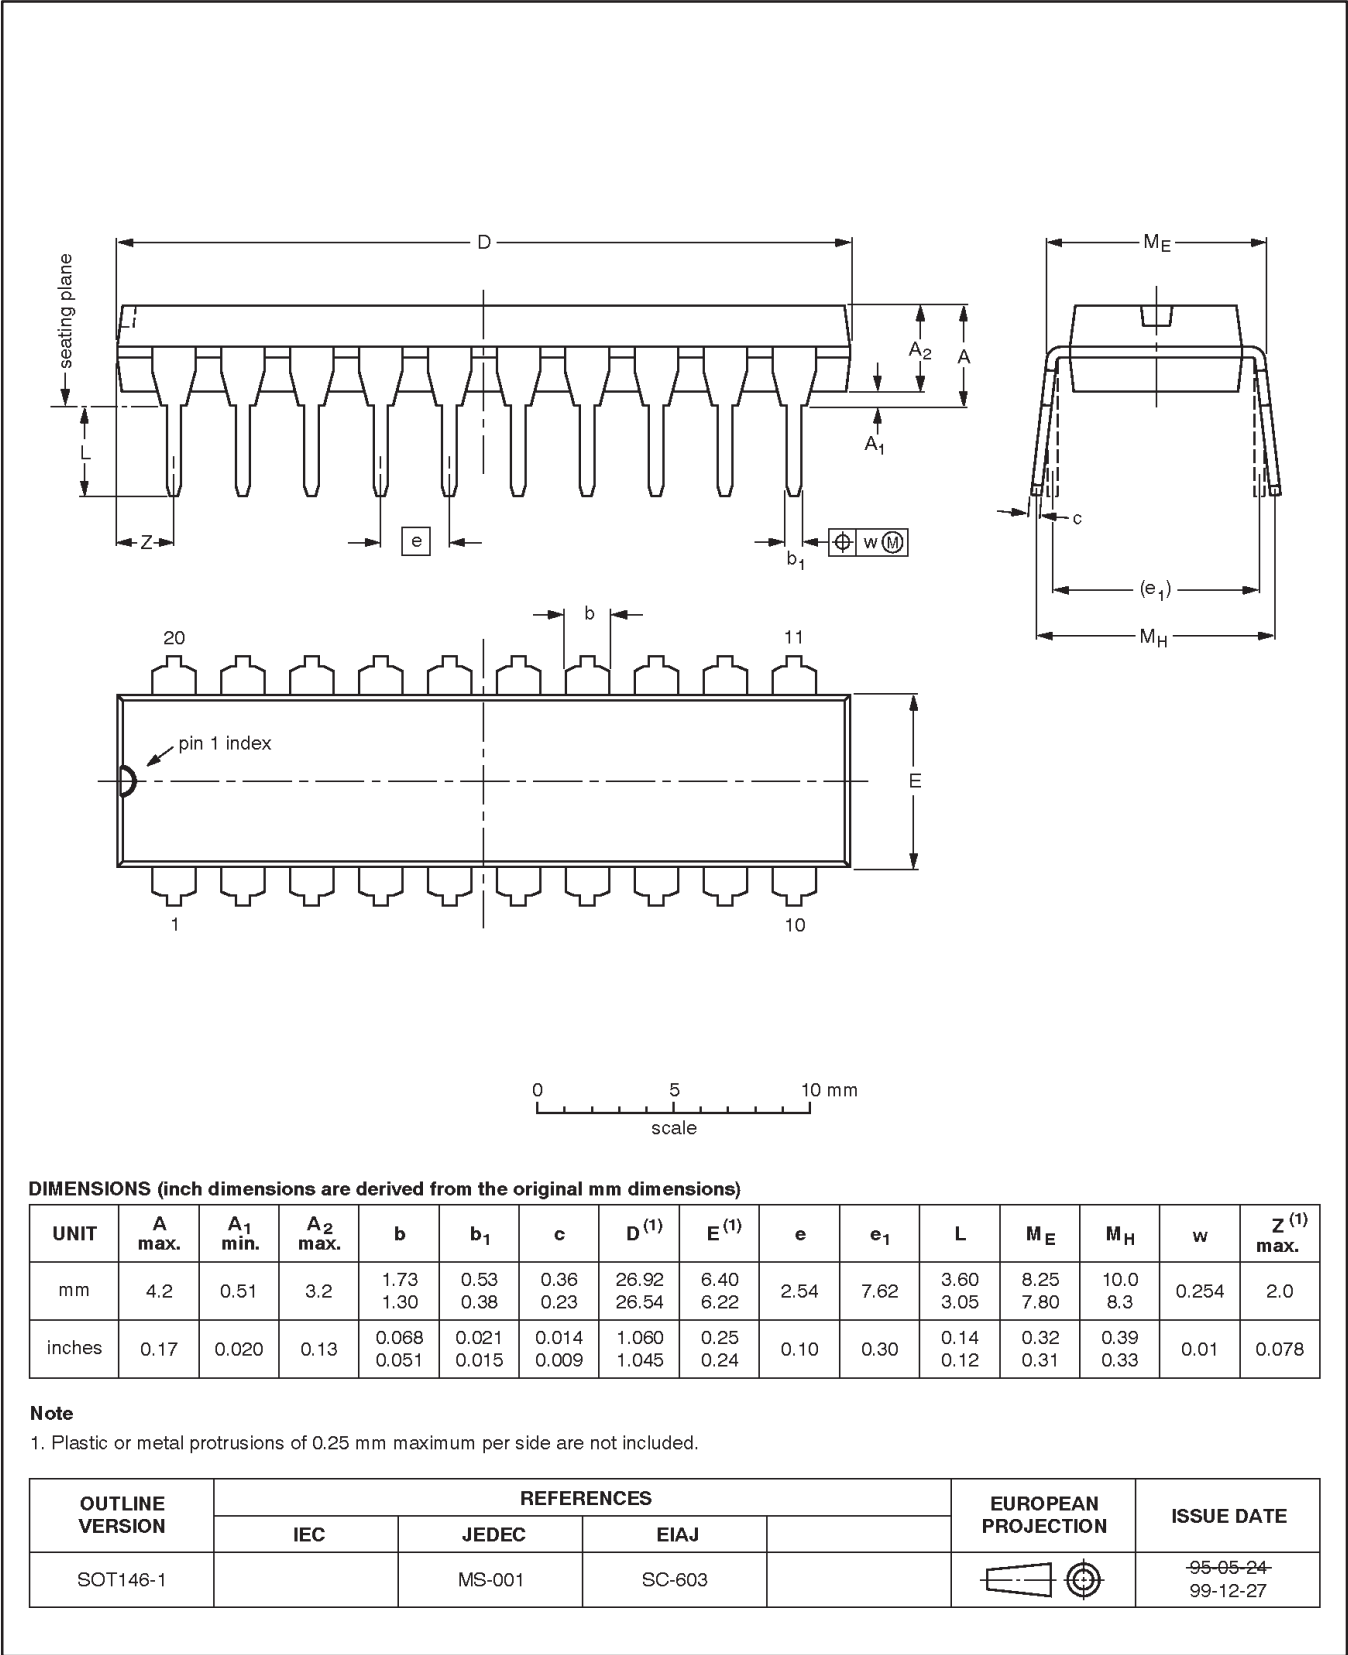 D
M E
seating plane
A2
A
A1
L
Z
e
b1
w M
c
(e1)
M H
b
20
11
pin 1 index
E
1
10
0 5 10 mm
scale
DIMENSIONS (inch dimensions are derived from the original mm dimensions)
UNIT A max. A1 min. A2 max. b b1 c D(1) E(1) e e1 L M E M H w Z(1) max.
mm 4.2 0.51 3.2 1.73 1.30 0.53 0.38 0.36 0.23 26.92 26.54 6.40 6.22 2.54 7.62 3.60 3.05 8.25 7.80 10.0 8.3 0.254 2.0
inches 0.17 0.020 0.13 0.068 0.051 0.021 0.015 0.014 0.009 1.060 1.045 0.25 0.24 0.10 0.30 0.14 0.12 0.32 0.31 0.39 0.33 0.01 0.078
Note
1. Plastic or metal protrusions of 0.25 mm maximum per side are not included.
OUTLINE VERSION
REFERENCES
EUROPEAN PROJECTION
ISSUE DATE
IEC JEDEC EIAJ
SOT146-1 MS-001 SC-603
95-05-24
99-12-27